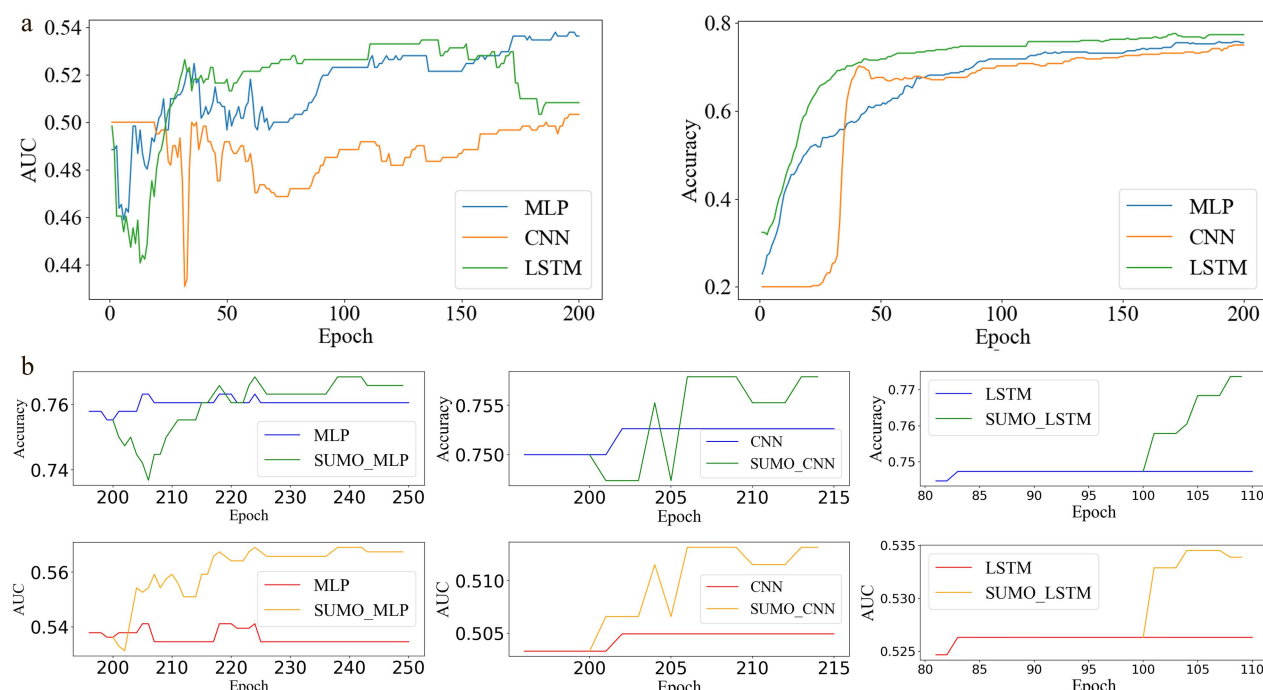 a
0.54
0.52
0.50
0.48
0.46
0.44
AUC
0 50 100 150 200
Epoch
MLP
CNN
LSTM
0.8
0.6
0.4
0.2
Accuracy
0 50 100 150 200
Epoch
MLP
CNN
LSTM
b
0.76
0.74
Accuracy
200 210 220 230 240 250
Epoch
MLP
SUMO_MLP
0.755
0.750
Accuracy
200 205 210 215
Epoch
CNN
SUMO_CNN
0.77
0.76
0.75
Accuracy
80 85 90 95 100 105 110
Epoch
LSTM
SUMO_LSTM
0.56
0.54
AUC
200 210 220 230 240 250
Epoch
MLP
SUMO_MLP
0.510
0.505
AUC
200 205 210 215
Epoch
CNN
SUMO_CNN
0.535
0.530
0.525
AUC
80 85 90 95 100 105 110
Epoch
LSTM
SUMO_LSTM